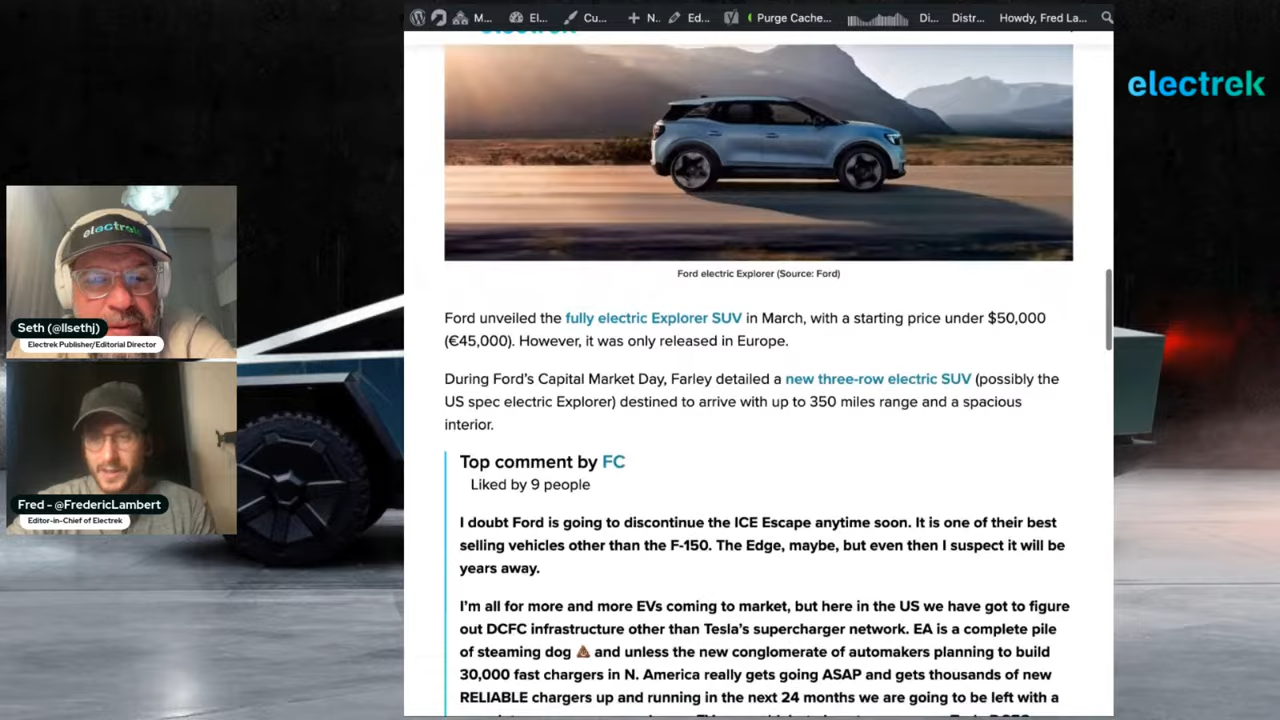 M...
El...
Cu...
N.
Ed...
Purge Cache...
Di...
Distr...
Howdy, Fred La...
electrek
electrek
electrek
Seth (@llsethj)
Electrek Publisher/Editorial Director
Fred - @FredericLambert
Editor-in-Chief of Electrek
Ford electric Explorer (Source: Ford)
Ford unveiled the fully electric Explorer SUV in March, with a starting price under $50,000
(€45,000). However, it was only released in Europe.
During Ford’s Capital Market Day, Farley detailed a new three-row electric SUV (possibly the
US spec electric Explorer) destined to arrive with up to 350 miles range and a spacious
interior.
Top comment by FC
Liked by 9 people
I doubt Ford is going to discontinue the ICE Escape anytime soon. It is one of their best
selling vehicles other than the F-150. The Edge, maybe, but even then I suspect it will be
years away.
I’m all for more and more EVs coming to market, but here in the US we have got to figure
out DCFC infrastructure other than Tesla’s supercharger network. EA is a complete pile
of steaming dog 💩 and unless the new conglomerate of automakers planning to build
30,000 fast chargers in N. America really gets going ASAP and gets thousands of new
RELIABLE chargers up and running in the next 24 months we are going to be left with a